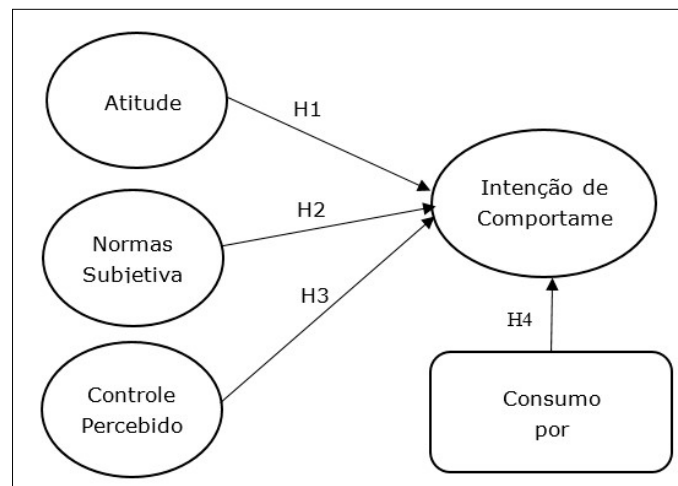 Atitude
H1
Intenção de
Comportame
H2
Normas
Subjetiva
H3
H4
Controle
Percebido
Consumo
por